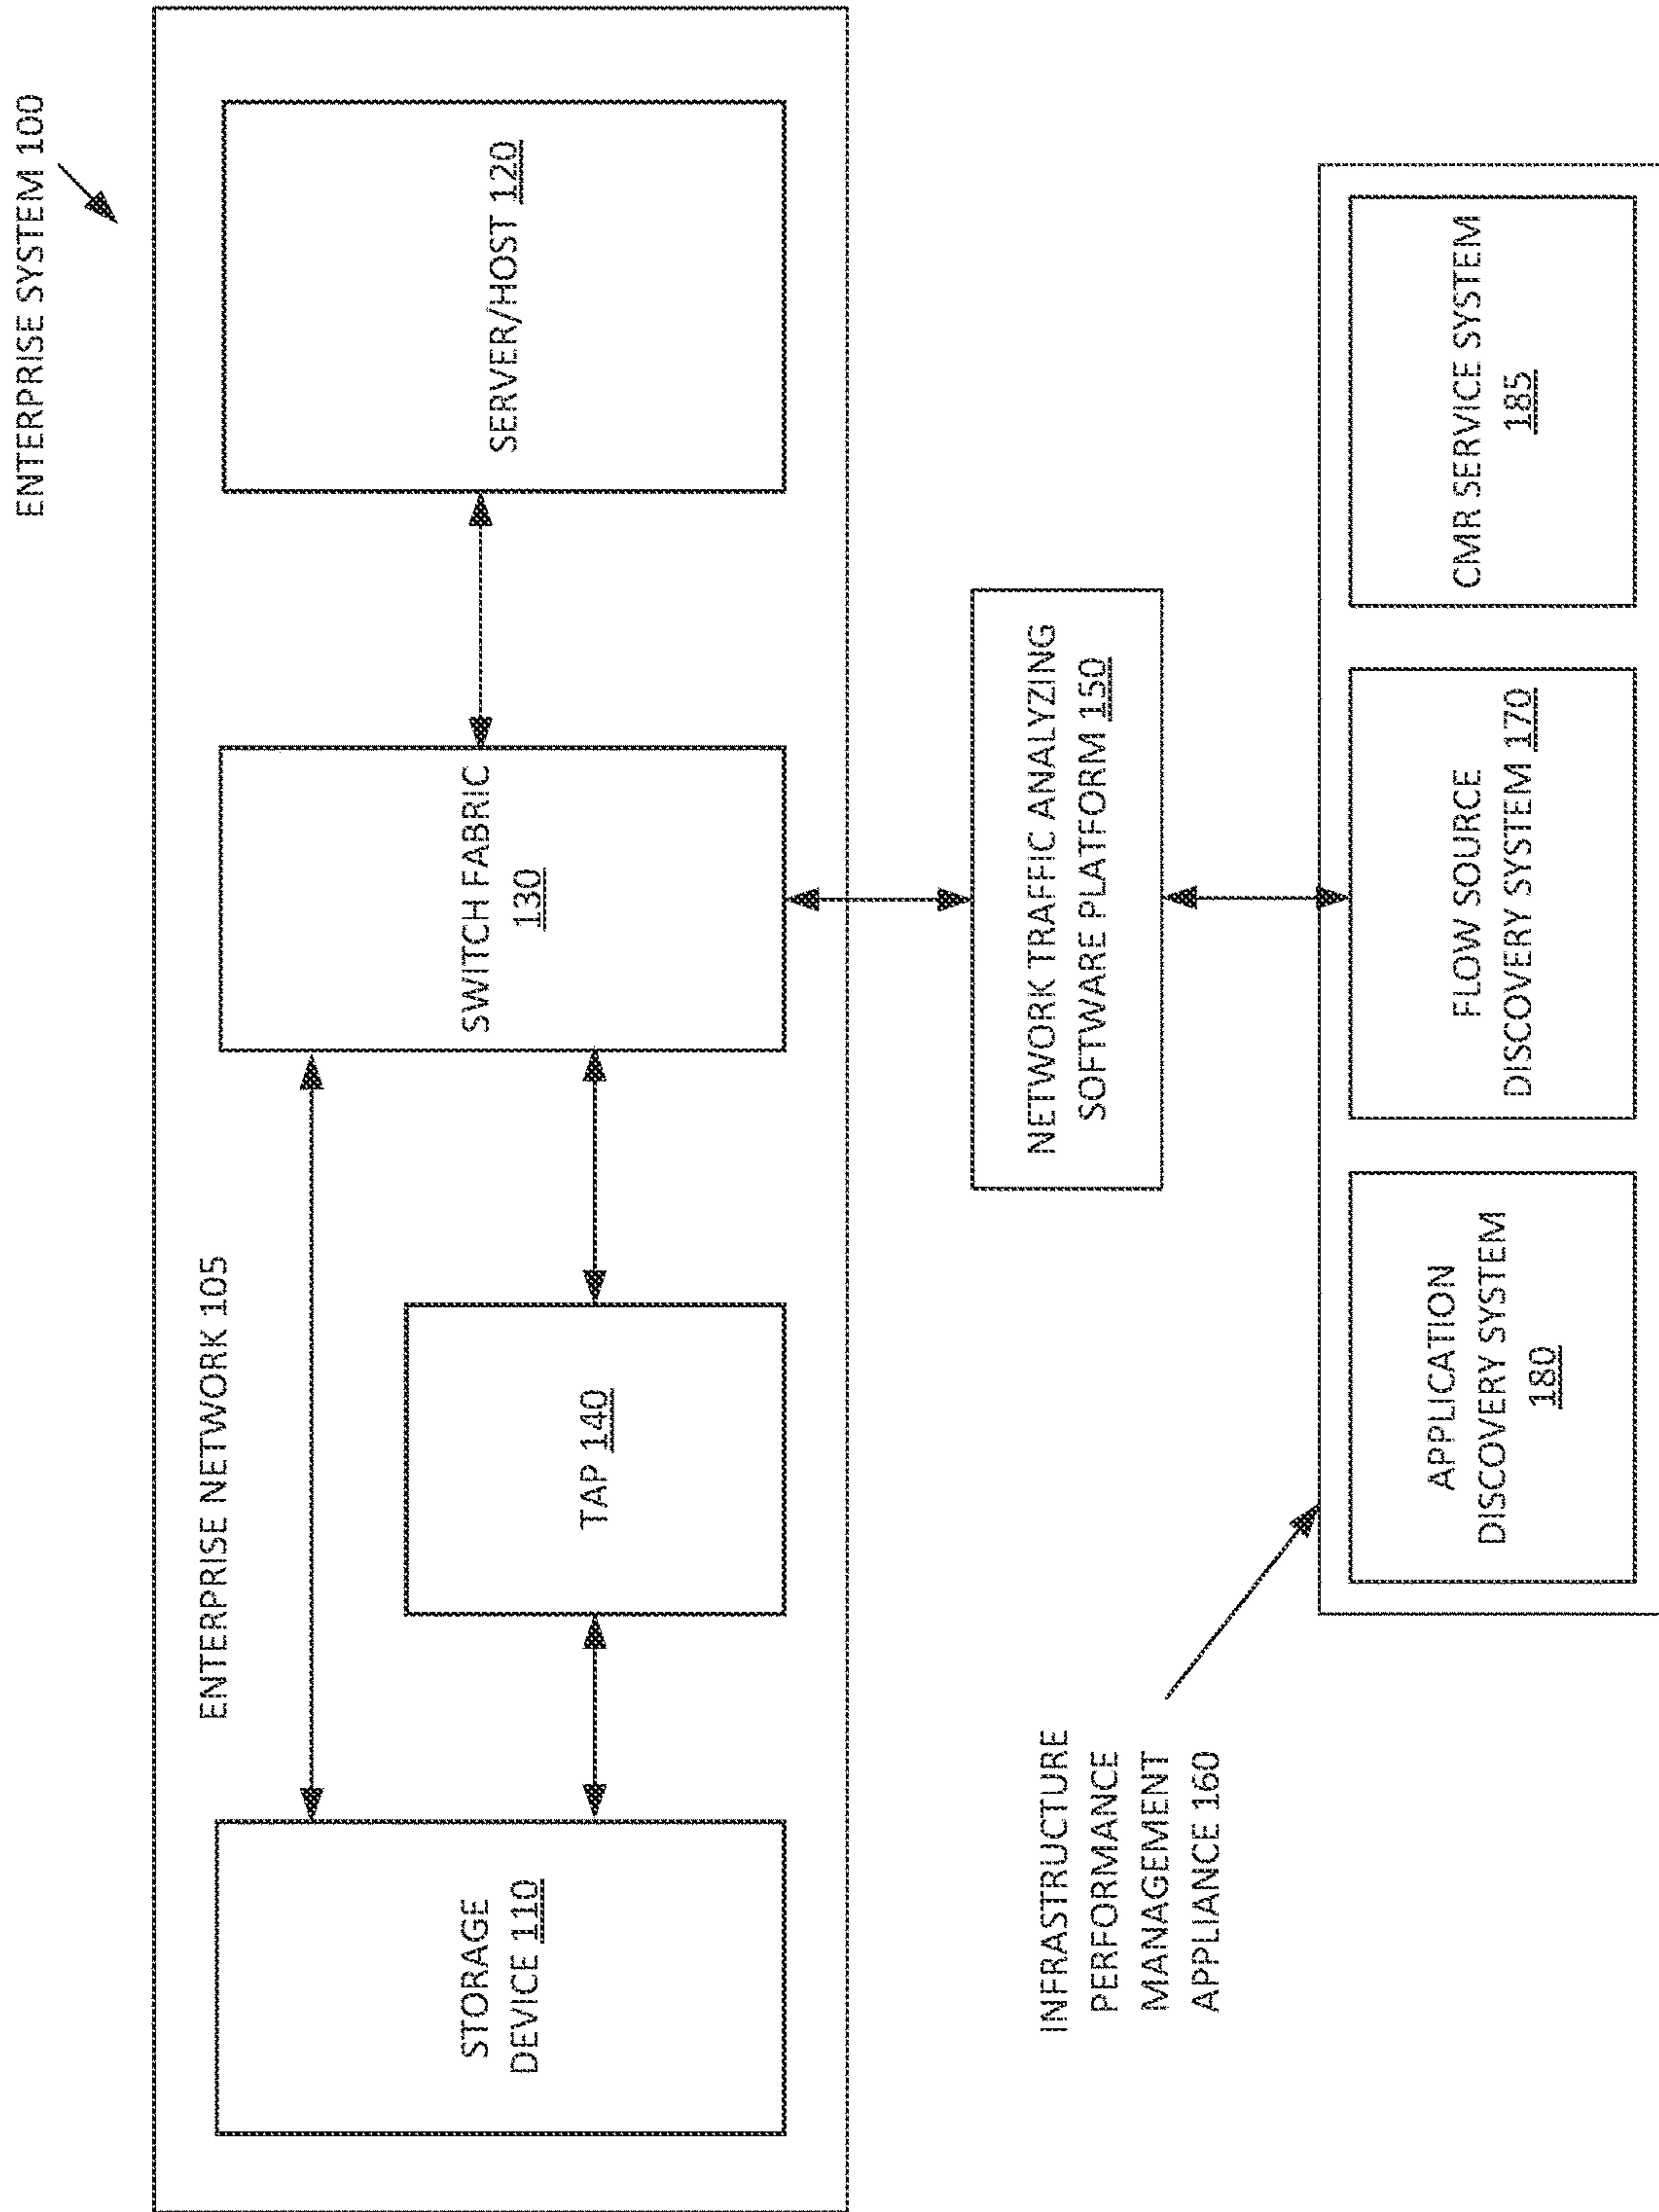 ENTERPRISE SYSTEM 100
ENTERPRISE NETWORK 105
STORAGE
DEVICE 110
TAP 140
SWITCH FABRIC
130
SERVER/HOST 120
NETWORK TRAFFIC ANALYZING
SOFTWARE PLATFORM 150
INFRASTRUCTURE
PERFORMANCE
MANAGEMENT
APPLIANCE 160
APPLICATION
DISCOVERY SYSTEM
180
FLOW SOURCE
DISCOVERY SYSTEM 170
CMR SERVICE SYSTEM
185